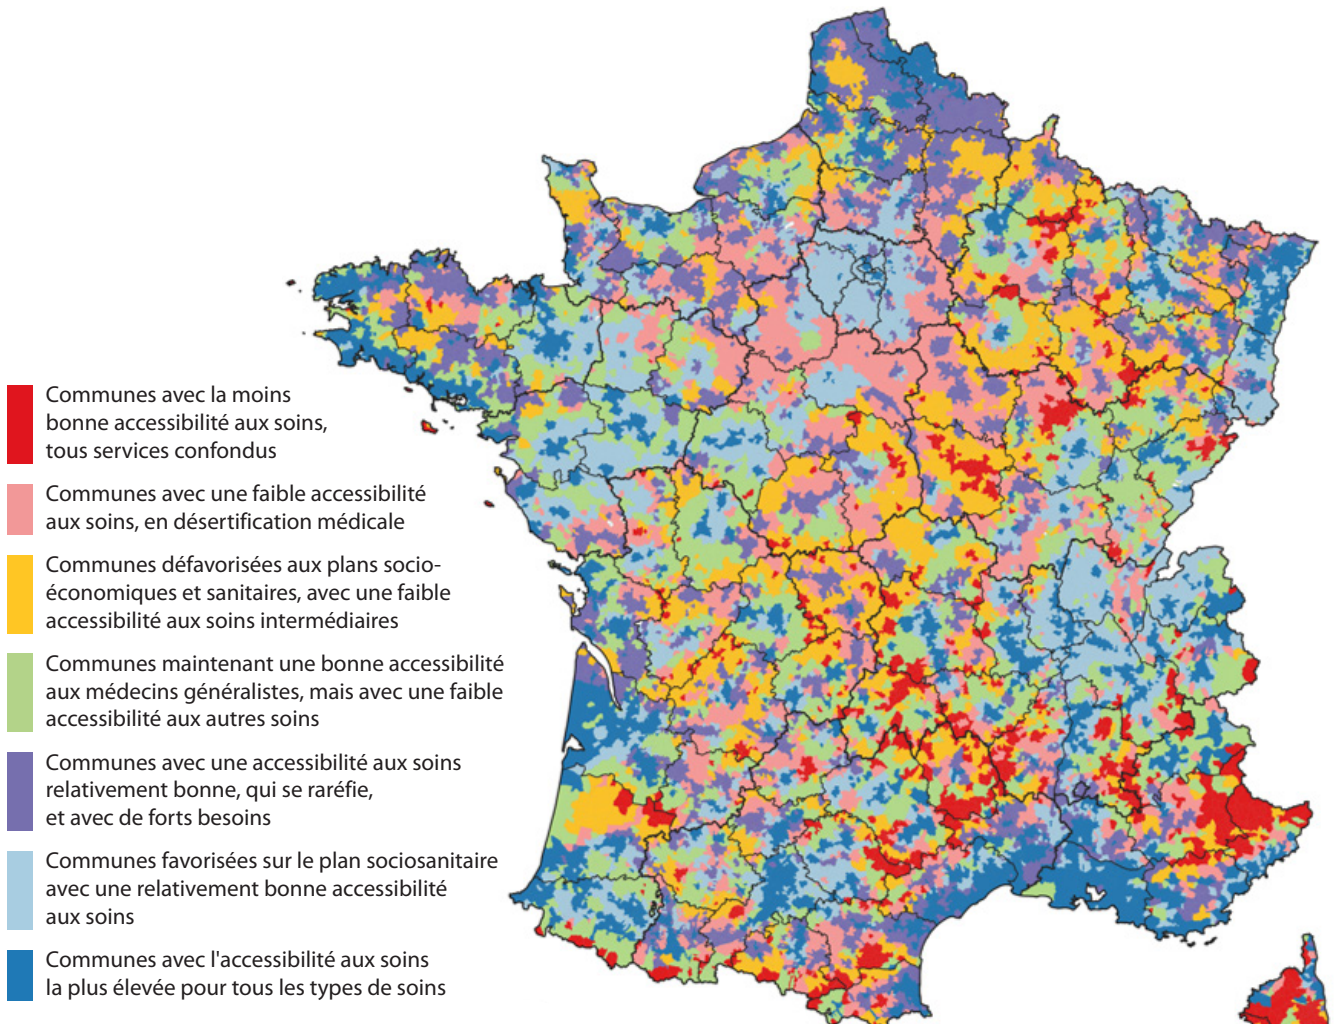 Communes avec la moins
bonne accessibilité aux soins,
tous services confondus
Communes avec une faible accessibilité
aux soins, en désertification médicale
Communes défavorisées aux plans socio-
économiques et sanitaires, avec une faible
accessibilité aux soins intermédiaires
Communes maintenant une bonne accessibilité
aux médecins généralistes, mais avec une faible
accessibilité aux autres soins
Communes avec une accessibilité aux soins
relativement bonne, qui se raréfie,
et avec de forts besoins
Communes favorisées sur le plan sociosanitaire
avec une relativement bonne accessibilité
aux soins
Communes avec l'accessibilité aux soins
la plus élevée pour tous les types de soins